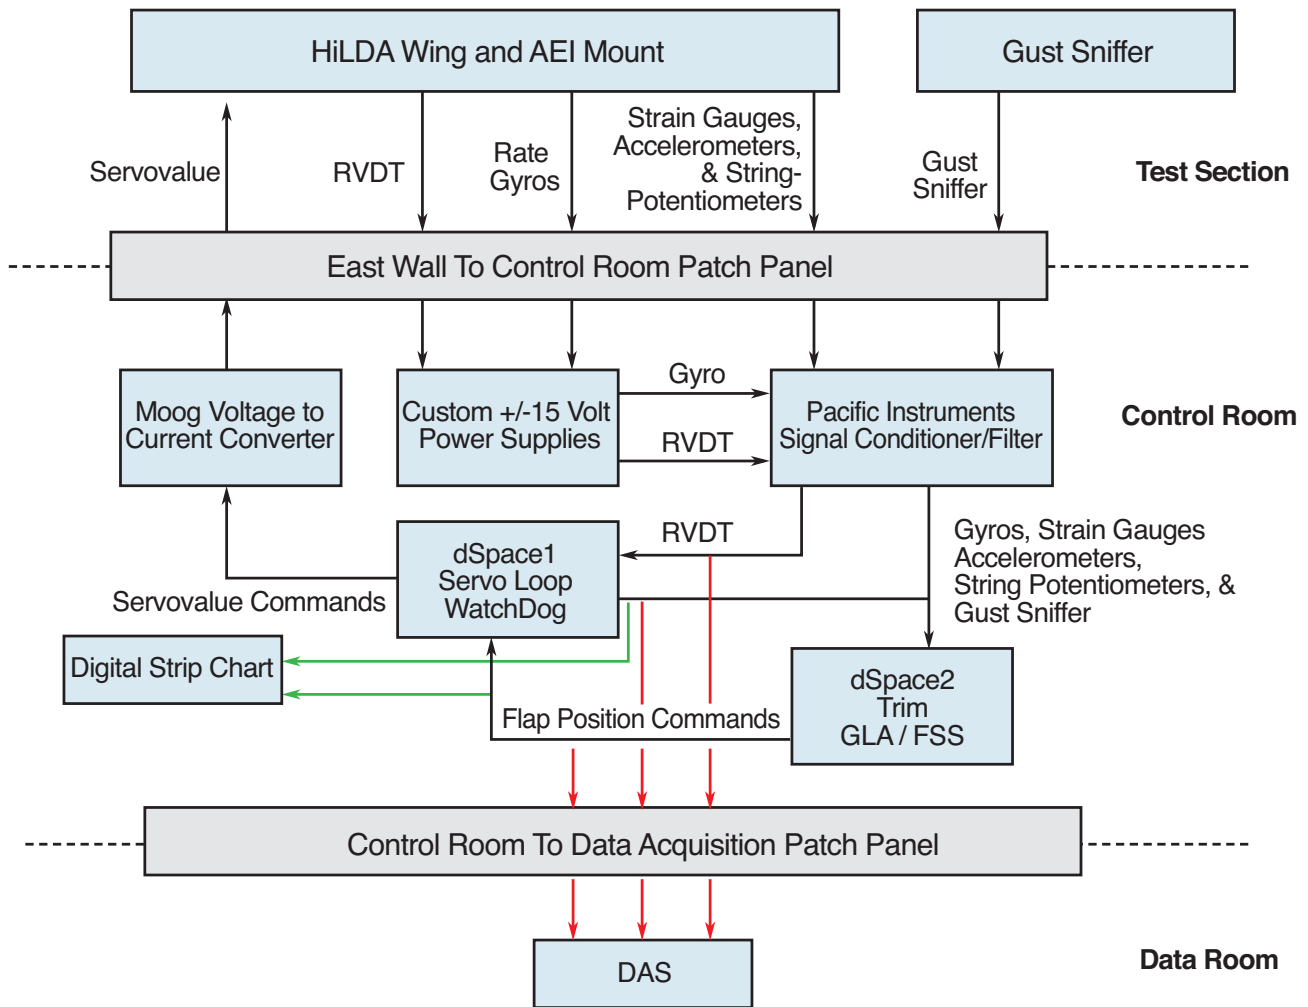 HiLDA Wing and AEI Mount
Gust Sniffer
Servovalue
RVDT
Rate
Gyros
Strain Gauges,
Accelerometers,
& String-
Potentiometers
Gust
Sniffer
Test Section
East Wall To Control Room Patch Panel
Moog Voltage to
Current Converter
Custom +/-15 Volt
Power Supplies
Gyro
RVDT
Pacific Instruments
Signal Conditioner/Filter
Control Room
dSpace1
Servo Loop
WatchDog
RVDT
Gyros, Strain Gauges
Accelerometers,
String Potentiometers, &
Gust Sniffer
Servovalue Commands
Digital Strip Chart
Flap Position Commands
dSpace2
Trim
GLA / FSS
Control Room To Data Acquisition Patch Panel
DAS
Data Room